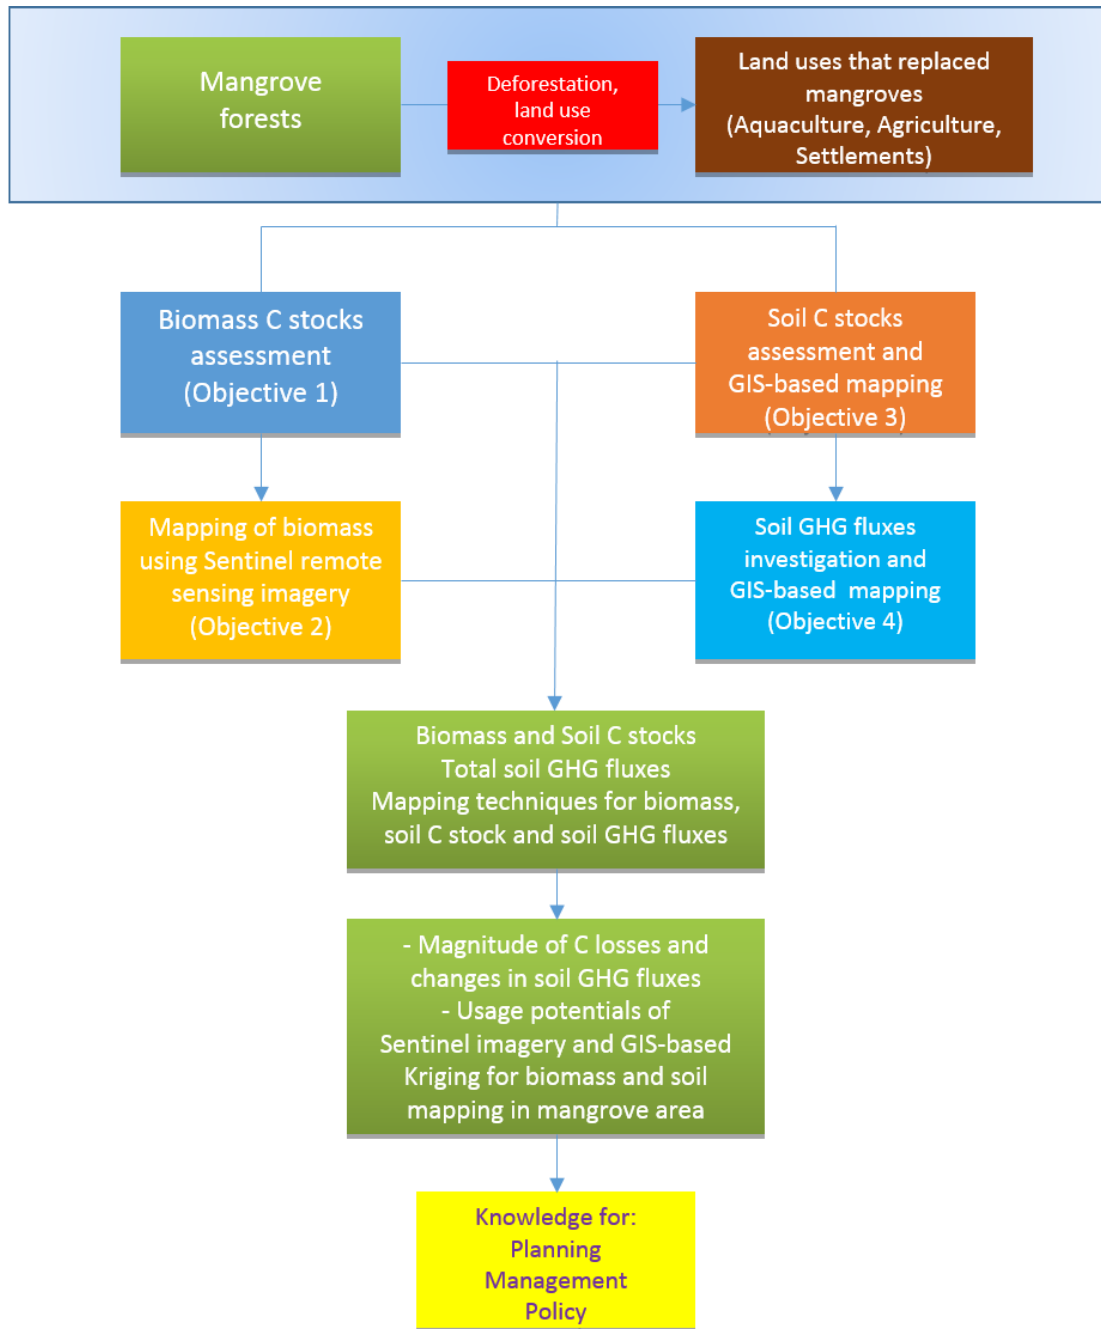 Mangrove
forests
Deforestation,
land use
conversion
Land uses that replaced
mangroves
(Aquaculture, Agriculture,
Settlements)
Biomass C stocks
assessment
(Objective 1)
Soil C stocks
assessment and
GIS-based mapping
(Objective 3)
Mapping of biomass
using Sentinel remote
sensing imagery
(Objective 2)
Soil GHG fluxes
investigation and
GIS-based mapping
(Objective 4)
Biomass and Soil C stocks
Total soil GHG fluxes
Mapping techniques for biomass,
soil C stock and soil GHG fluxes
- Magnitude of C losses and
changes in soil GHG fluxes
- Usage potentials of
Sentinel imagery and GIS-based
Kriging for biomass and soil
mapping in mangrove area
Knowledge for:
Planning
Management
Policy